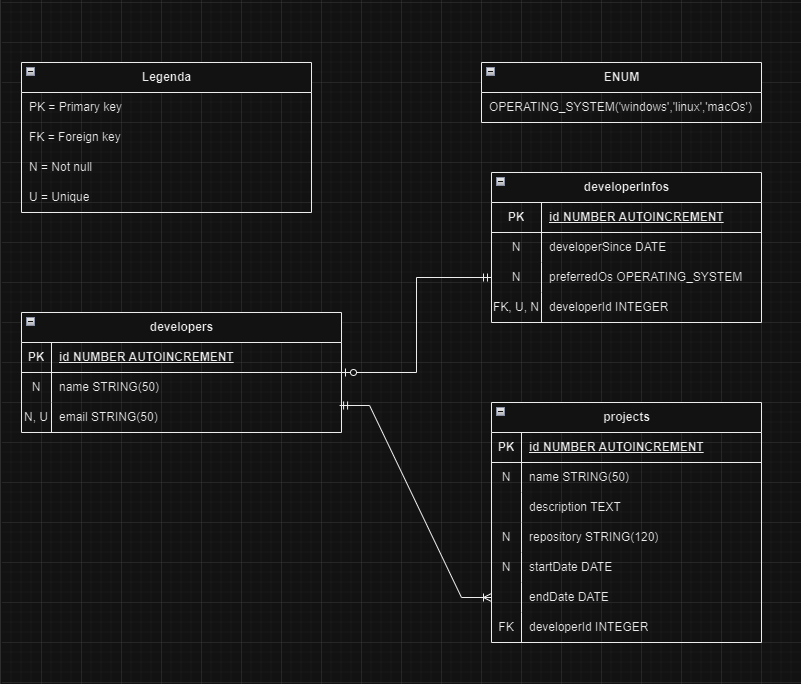 Legenda
PK = Primary key
FK = Foreign key
N = Not null
U = Unique
ENUM
OPERATING_SYSTEM('windows','linux','macOs')
developerInfos
PK id NUMBER AUTOINCREMENT
N developerSince DATE
N preferredOs OPERATING_SYSTEM
FK, U, N developerId INTEGER
developers
PK id NUMBER AUTOINCREMENT
N name STRING(50)
N, U email STRING(50)
projects
PK id NUMBER AUTOINCREMENT
N name STRING(50)
description TEXT
N repository STRING(120)
N startDate DATE
endDate DATE
FK developerId INTEGER